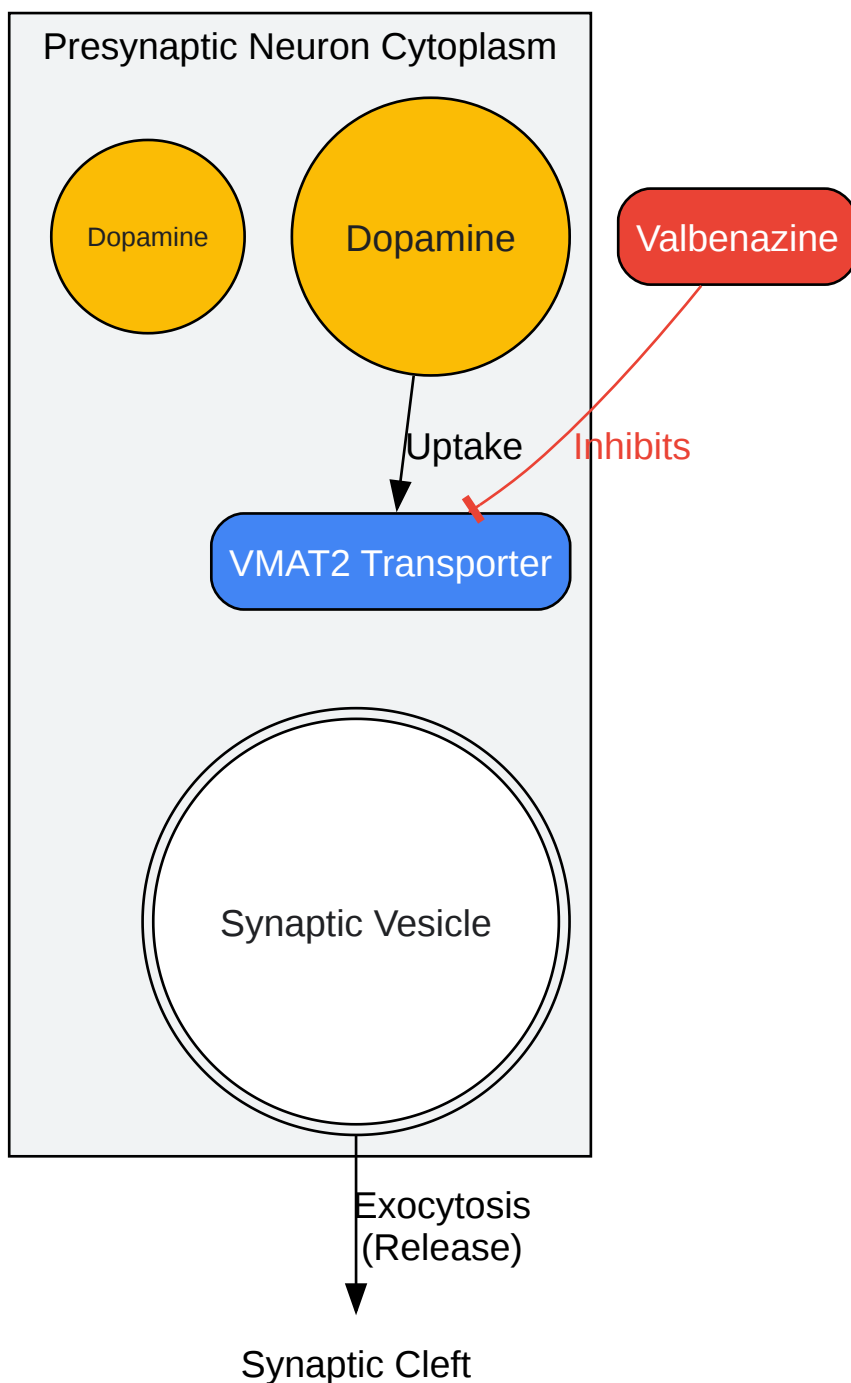 Presynaptic Neuron Cytoplasm
Dopamine
Dopamine
Valbenazine
Uptake
Inhibits
VMAT2 Transporter
Synaptic Vesicle
Exocytosis
(Release)
Synaptic Cleft